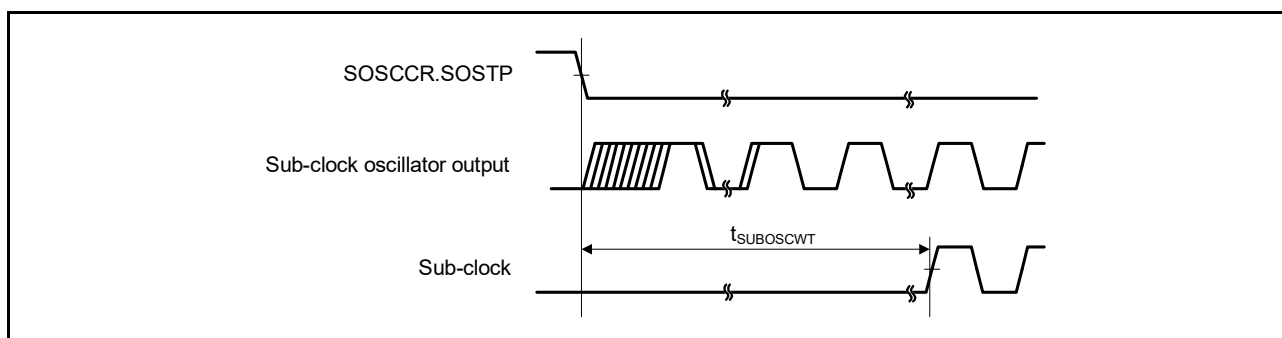 SOSCCR.SOSTP
Sub-clock oscillator output
tSUBOSCWT
Sub-clock